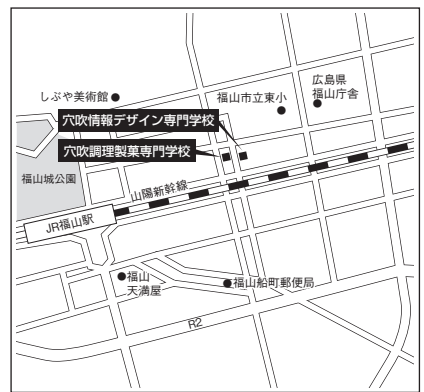 しぶや美術館
福山市立東小
広島県
福山庁舎
穴吹情報デザイン専門学校
穴吹調理製菓専門学校
福山城公園
山陽新幹線
JR福山駅
福山
天満屋
福山船町郵便局
R2